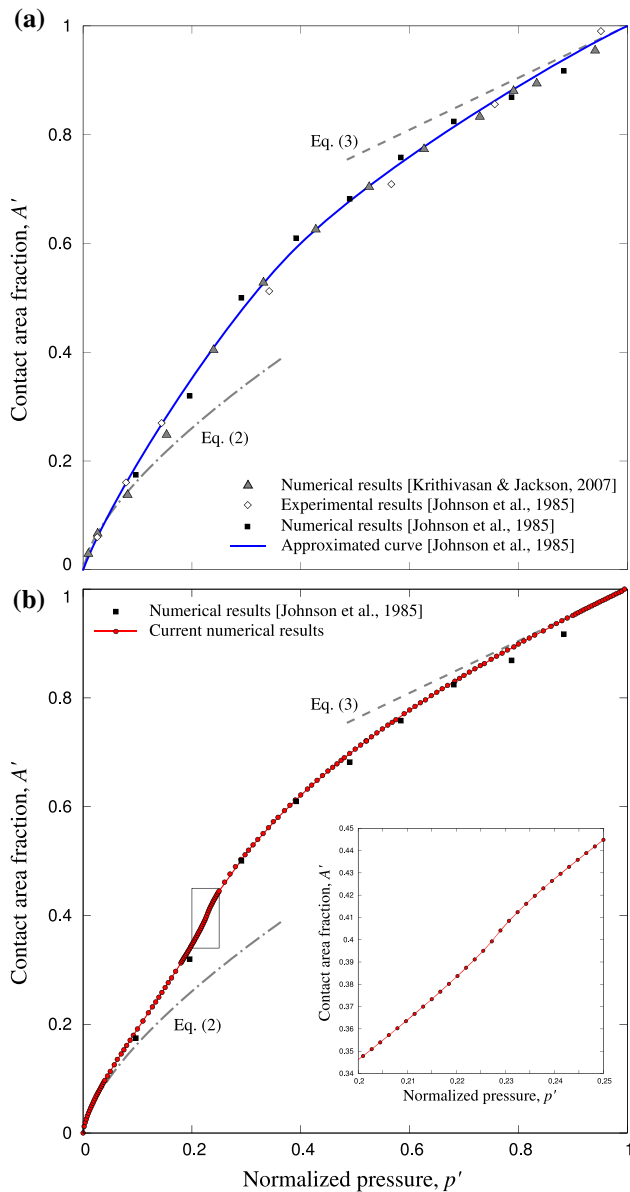 (a)
1
0.8
0.6
0.4
0.2
0
Contact area fraction, A′
Eq. (3)
Eq. (2)
Numerical results [Krithivasan & Jackson, 2007]
Experimental results [Johnson et al., 1985]
Numerical results [Johnson et al., 1985]
Approximated curve [Johnson et al., 1985]
(b)
1
0.8
0.6
0.4
0.2
0
Contact area fraction, A′
Numerical results [Johnson et al., 1985]
Current numerical results
Eq. (3)
Eq. (2)
0.45
0.44
0.43
0.42
0.41
0.4
0.39
0.38
0.37
0.36
0.35
0.34
Contact area fraction, A′
0.2 0.21 0.22 0.23 0.24 0.25
Normalized pressure, p′
0 0.2 0.4 0.6 0.8 1
Normalized pressure, p′